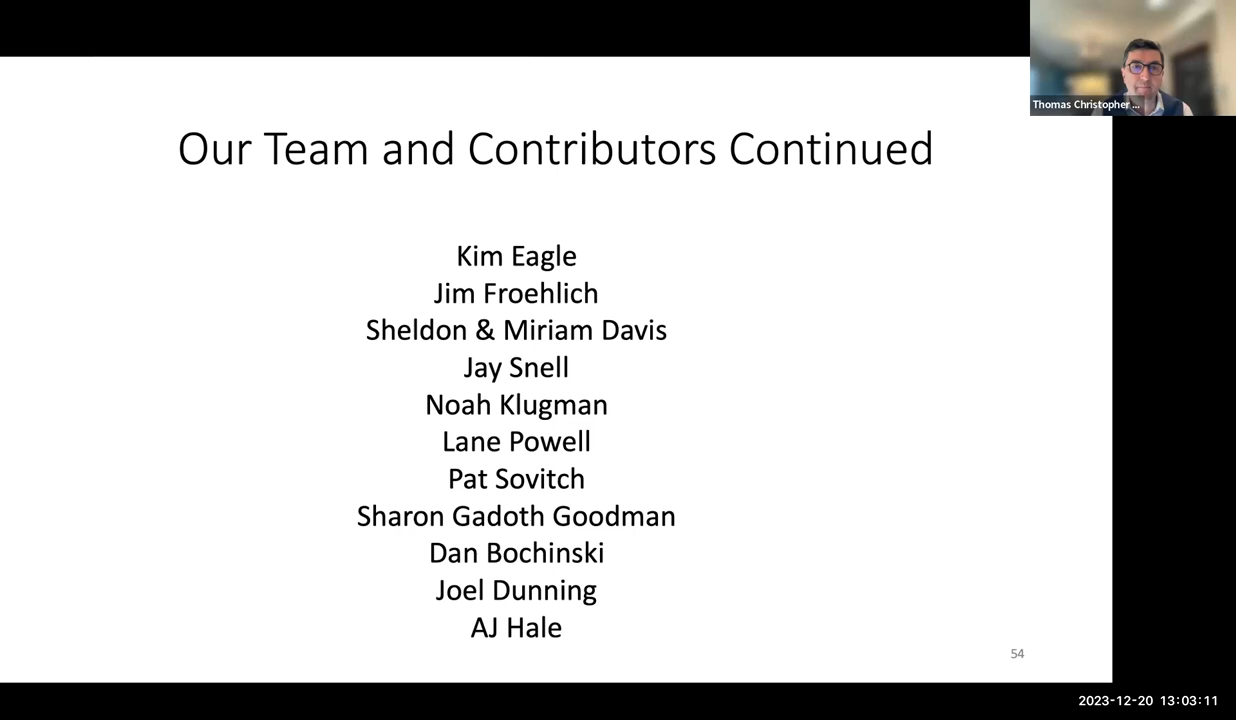 Thomas Christopher ...
Our Team and Contributors Continued
Kim Eagle
Jim Froehlich
Sheldon & Miriam Davis
Jay Snell
Noah Klugman
Lane Powell
Pat Sovitch
Sharon Gadoth Goodman
Dan Bochinski
Joel Dunning
AJ Hale
54
2023-12-20 13:03:11